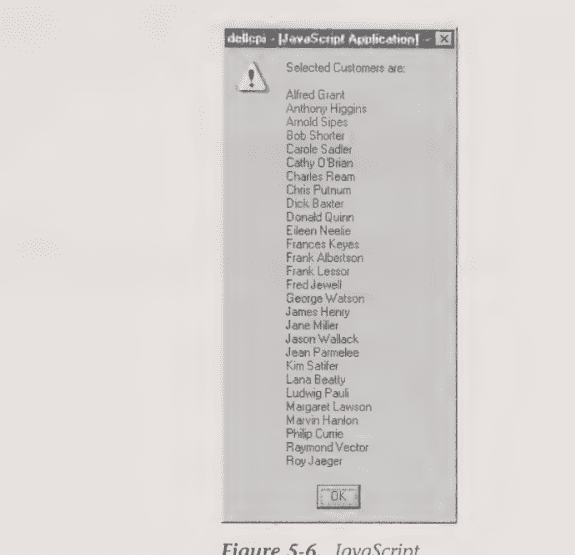 dellcpi - [JavaScript Application] -
Selected Customers are:
Alfred Grant
Anthony Higgins
Arnold Sipes
Bob Shorter
Carole Sadler
Cathy O'Brian
Charles Ream
Chris Putnum
Dick Baxter
Donald Quinn
Eileen Neelie
Frances Keyes
Frank Albertson
Frank Lessor
Fred Jewell
George Watson
James Henry
Jane Miller
Jason Wallack
Jean Parmelee
Kim Satifer
Lana Beatty
Ludwig Pauli
Margaret Lawson
Marvin Hanlon
Philip Currie
Raymond Vector
Roy Jaeger
OK
Figure 5-6. JavaScript